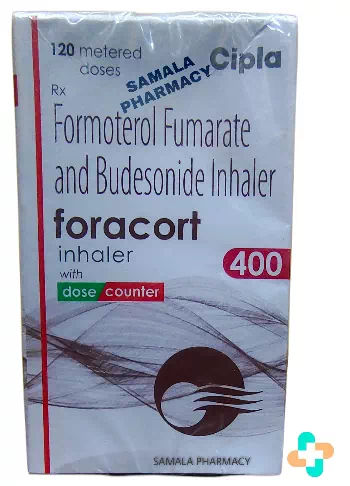 120 metered
doses
Cipla
SAMALA
PHARMACY
Rx
Formoterol Fumarate
and Budesonide Inhaler
foracort
inhaler
400
with
dose counter
SAMALA PHARMACY